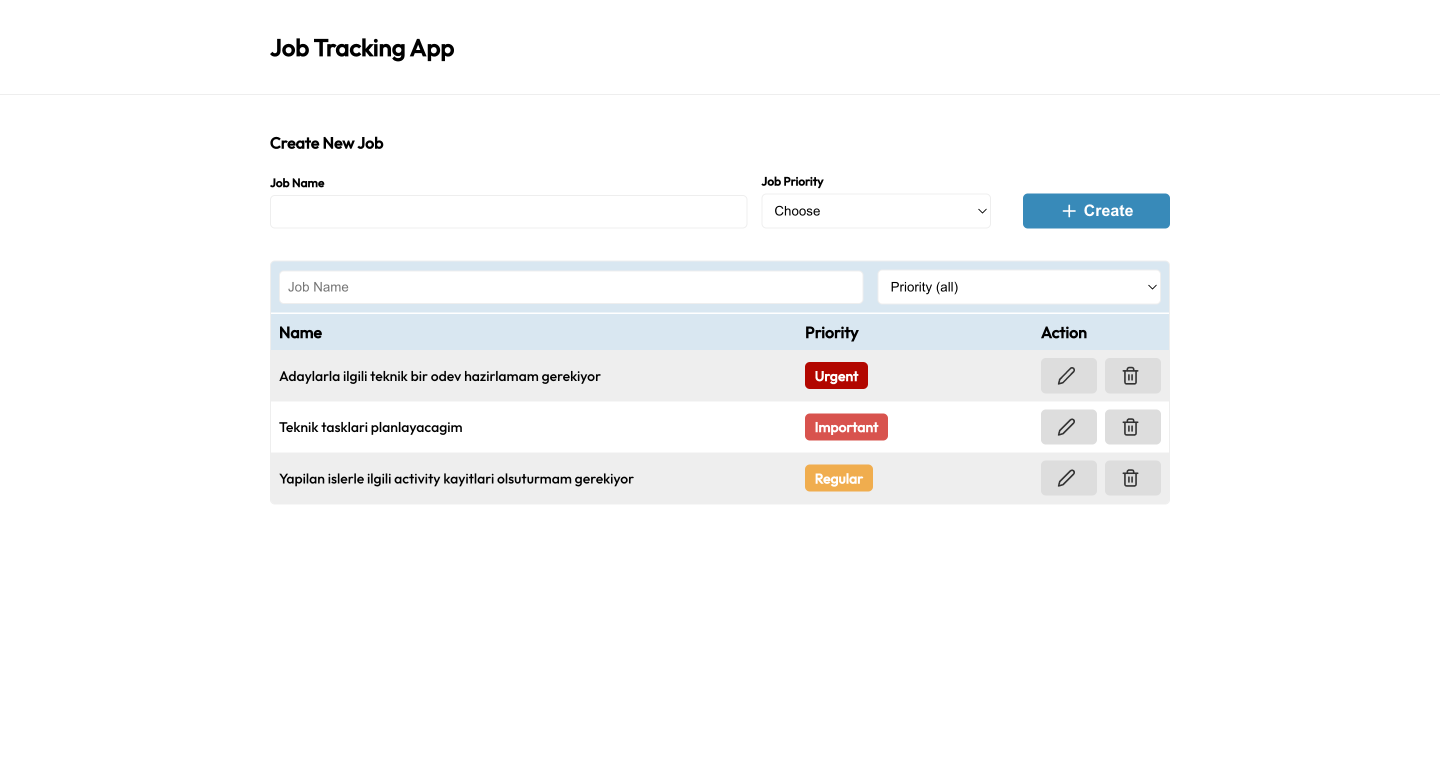 Job Tracking App
Create New Job
Job Name
Job Priority
Choose
Create
Job Name
Priority (all)
Name Priority Action
Adaylarla ilgili teknik bir odev hazirlamam gerekiyor Urgent
Teknik tasklari planlayacagim Important
Yapilan islerle ilgili activity kayitlari olsuturmam gerekiyor Regular